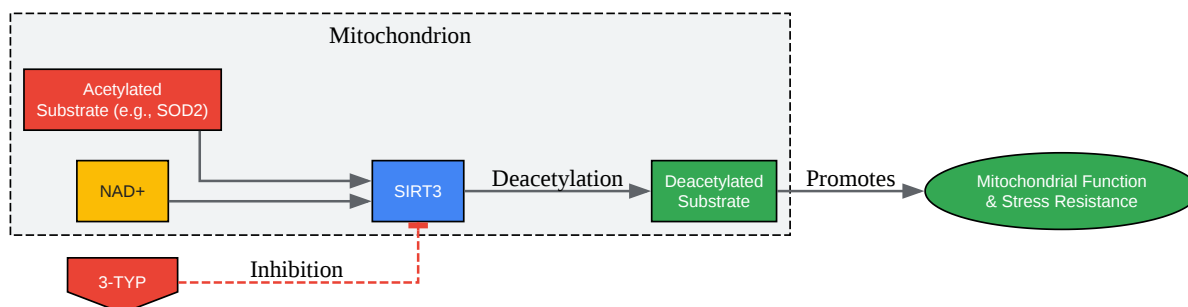 Mitochondrion
Acetylated
Substrate (e.g., SOD2)
NAD+
SIRT3
Deacetylation
Deacetylated
Substrate
Promotes
Mitochondrial Function
& Stress Resistance
3-TYP
Inhibition